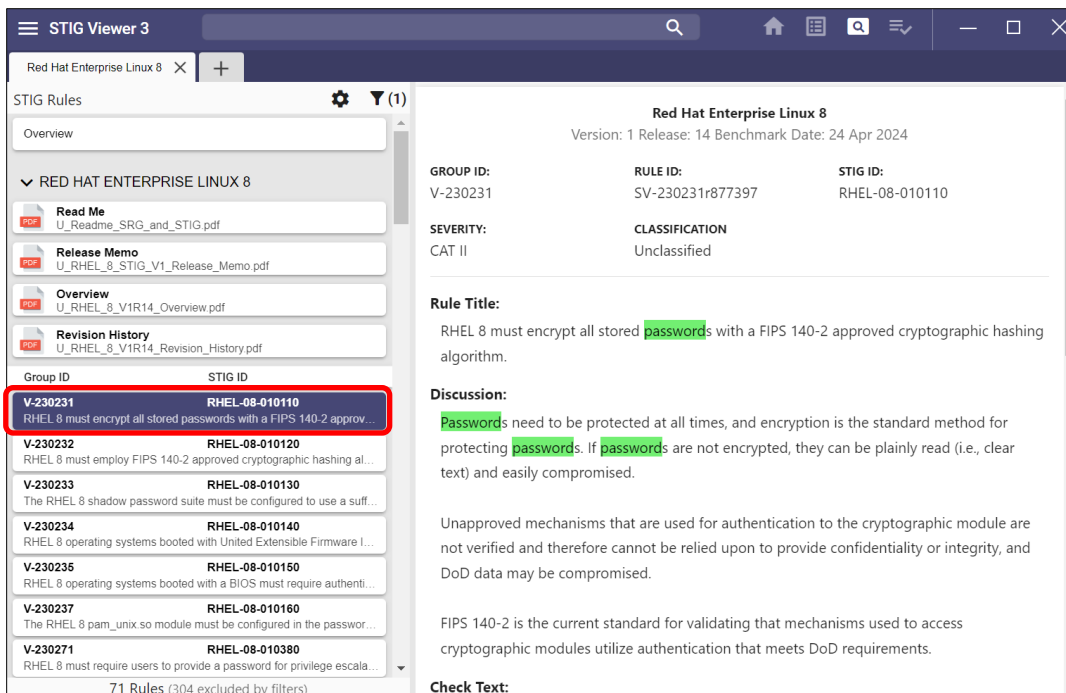 STIG Viewer 3
Red Hat Enterprise Linux 8
STIG Rules
(1)
Overview
RED HAT ENTERPRISE LINUX 8
PDF
Read Me
U_Readme_SRG_and_STIG.pdf
PDF
Release Memo
U_RHEL_8_STIG_V1_Release_Memo.pdf
PDF
Overview
U_RHEL_8_V1R14_Overview.pdf
PDF
Revision History
U_RHEL_8_V1R14_Revision_History.pdf
Group ID STIG ID
V-230231 RHEL-08-010110
RHEL 8 must encrypt all stored passwords with a FIPS 140-2 approv...
V-230232 RHEL-08-010120
RHEL 8 must employ FIPS 140-2 approved cryptographic hashing al...
V-230233 RHEL-08-010130
The RHEL 8 shadow password suite must be configured to use a suff...
V-230234 RHEL-08-010140
RHEL 8 operating systems booted with United Extensible Firmware I...
V-230235 RHEL-08-010150
RHEL 8 operating systems booted with a BIOS must require authenti...
V-230237 RHEL-08-010160
The RHEL 8 pam_unix.so module must be configured in the passwor...
V-230271 RHEL-08-010380
RHEL 8 must require users to provide a password for privilege escala...
71 Rules (304 excluded by filters)
Red Hat Enterprise Linux 8
Version: 1 Release: 14 Benchmark Date: 24 Apr 2024
GROUP ID: RULE ID: STIG ID:
V-230231 SV-230231r877397 RHEL-08-010110
SEVERITY: CLASSIFICATION
CAT II Unclassified
Rule Title:
RHEL 8 must encrypt all stored passwords with a FIPS 140-2 approved cryptographic hashing
algorithm.
Discussion:
Passwords need to be protected at all times, and encryption is the standard method for
protecting passwords. If passwords are not encrypted, they can be plainly read (i.e., clear
text) and easily compromised.
Unapproved mechanisms that are used for authentication to the cryptographic module are
not verified and therefore cannot be relied upon to provide confidentiality or integrity, and
DoD data may be compromised.
FIPS 140-2 is the current standard for validating that mechanisms used to access
cryptographic modules utilize authentication that meets DoD requirements.
Check Text: